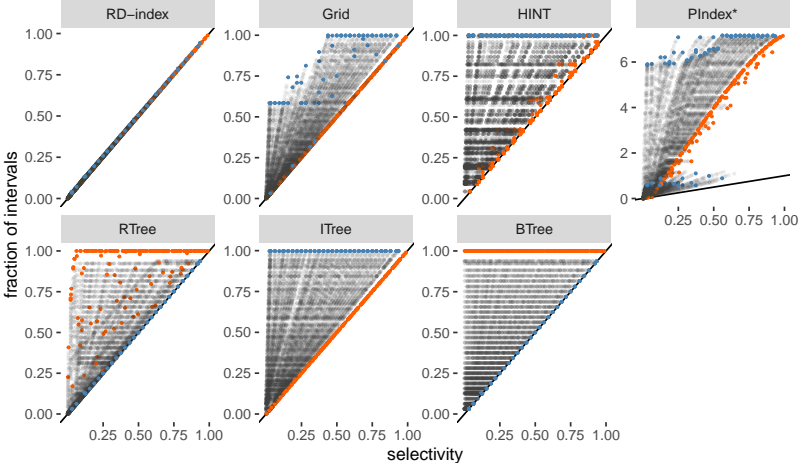 RD-index Grid HINT PIndex*
1.00 1.00 1.00
0.75 0.75 0.75 6
0.50 0.50 0.50 4
0.25 0.25 0.25 2
0.00 0.00 0.00 0
0.25 0.50 0.75 1.00
fraction of intervals
RTree ITree BTree
1.00 1.00 1.00
0.75 0.75 0.75
0.50 0.50 0.50
0.25 0.25 0.25
0.00 0.00 0.00
0.25 0.50 0.75 1.00 0.25 0.50 0.75 1.00 0.25 0.50 0.75 1.00
selectivity